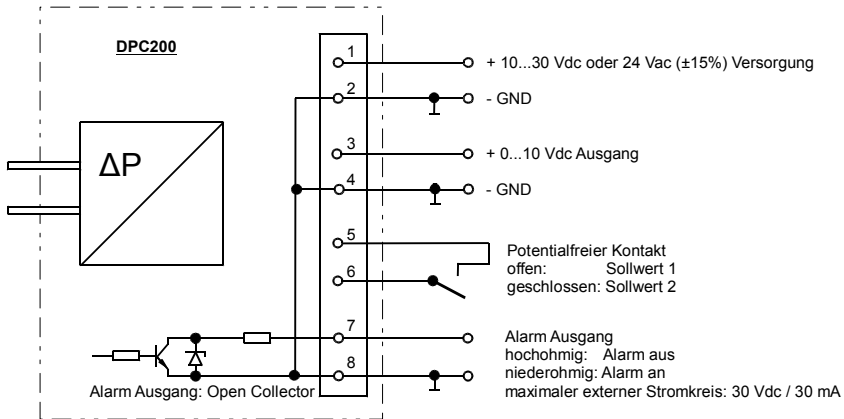 DPC200
1
+ 10...30 Vdc oder 24 Vac (±15%) Versorgung
2
- GND
ΔP
3
+ 0...10 Vdc Ausgang
4
- GND
5
Potentialfreier Kontakt
offen: Sollwert 1
6
geschlossen: Sollwert 2
7
Alarm Ausgang
hochohmig: Alarm aus
8
niederohmig: Alarm an
Alarm Ausgang: Open Collector
maximaler externer Stromkreis: 30 Vdc / 30 mA